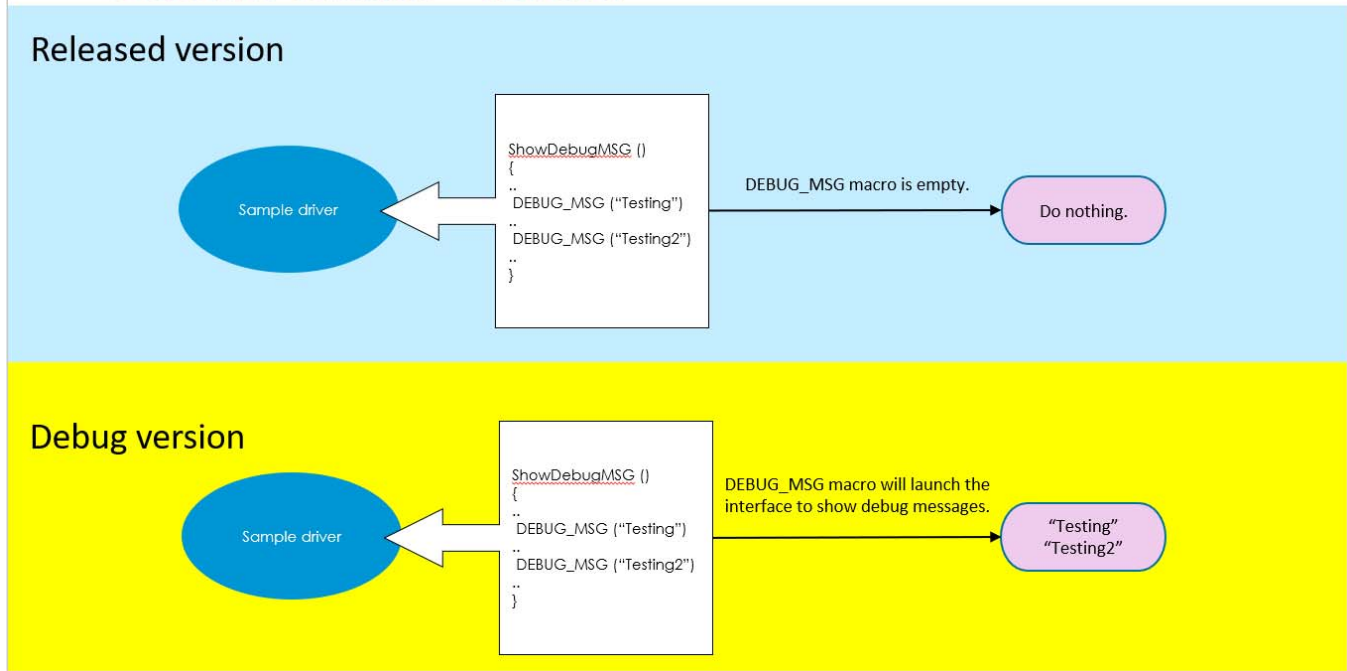 Released version
Sample driver
ShowDebugMSG ()
{
..
DEBUG_MSG (“Testing”)
..
DEBUG_MSG (“Testing2”)
..
}
DEBUG_MSG macro is empty.
Do nothing.
Debug version
Sample driver
ShowDebugMSG ()
{
..
DEBUG_MSG (“Testing”)
..
DEBUG_MSG (“Testing2”)
..
}
DEBUG_MSG macro will launch the
interface to show debug messages.
“Testing”
“Testing2”